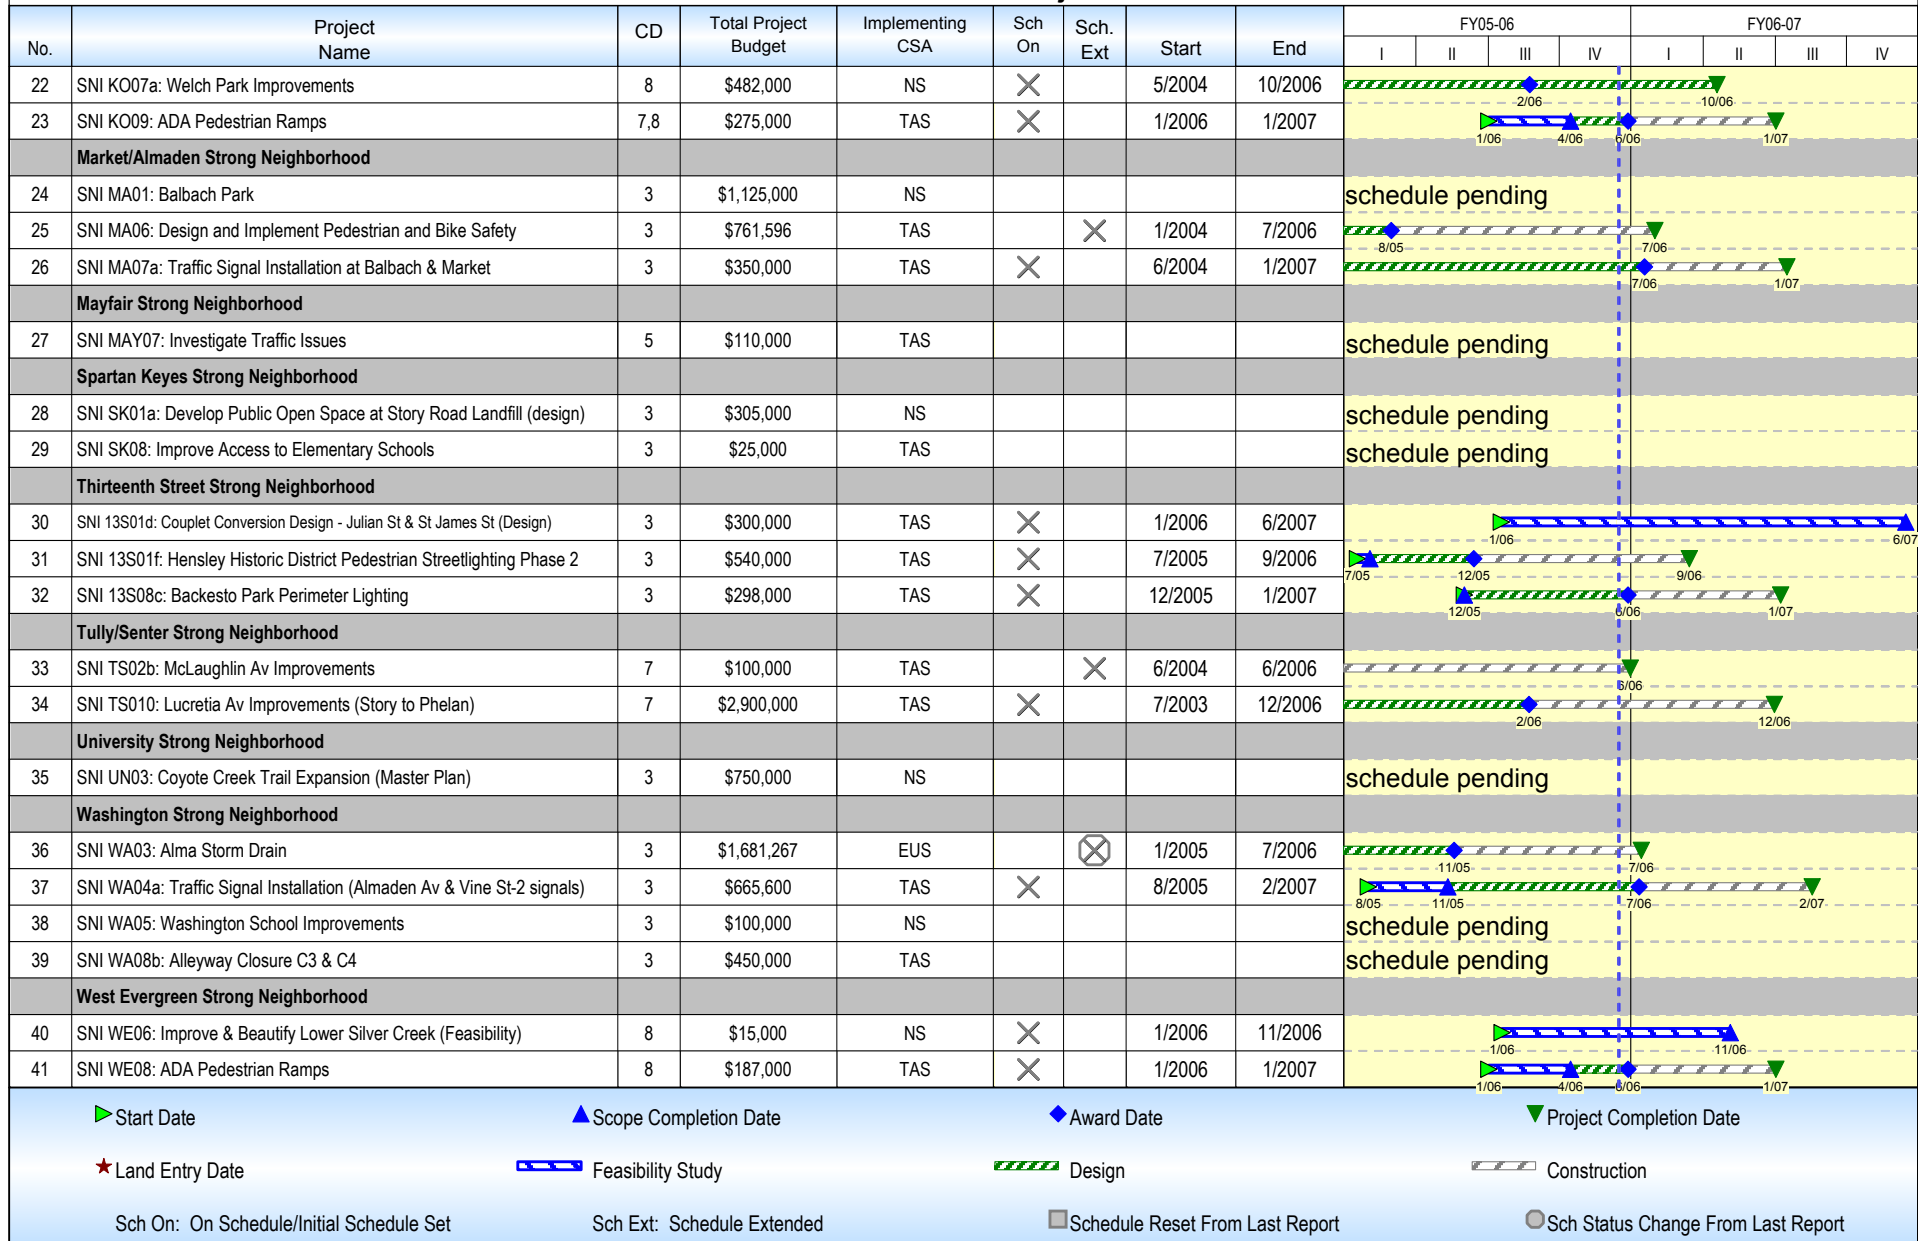 No. Project Name CD Total Project Budget Implementing CSA Sch On Sch. Ext Start End FY05-06 FY06-07
I II III IV I II III IV
22 SNI KO07a: Welch Park Improvements 8 $482,000 NS 5/2004 10/2006
2/06 10/06
23 SNI KO09: ADA Pedestrian Ramps 7,8 $275,000 TAS 1/2006 1/2007
1/06 4/06 6/06 1/07
Market/Almaden Strong Neighborhood
24 SNI MA01: Balbach Park 3 $1,125,000 NS schedule pending
25 SNI MA06: Design and Implement Pedestrian and Bike Safety 3 $761,596 TAS 1/2004 7/2006
8/05 7/06
26 SNI MA07a: Traffic Signal Installation at Balbach & Market 3 $350,000 TAS 6/2004 1/2007
7/06 1/07
Mayfair Strong Neighborhood
27 SNI MAY07: Investigate Traffic Issues 5 $110,000 TAS schedule pending
Spartan Keyes Strong Neighborhood
28 SNI SK01a: Develop Public Open Space at Story Road Landfill (design) 3 $305,000 NS schedule pending
29 SNI SK08: Improve Access to Elementary Schools 3 $25,000 TAS schedule pending
Thirteenth Street Strong Neighborhood
30 SNI 13S01d: Couplet Conversion Design - Julian St & St James St (Design) 3 $300,000 TAS 1/2006 6/2007
1/06 6/07
31 SNI 13S01f: Hensley Historic District Pedestrian Streetlighting Phase 2 3 $540,000 TAS 7/2005 9/2006
7/05 12/05 9/06
32 SNI 13S08c: Backesto Park Perimeter Lighting 3 $298,000 TAS 12/2005 1/2007
12/05 6/06 1/07
Tully/Senter Strong Neighborhood
33 SNI TS02b: McLaughlin Av Improvements 7 $100,000 TAS 6/2004 6/2006
6/06
34 SNI TS010: Lucretia Av Improvements (Story to Phelan) 7 $2,900,000 TAS 7/2003 12/2006
2/06 12/06
University Strong Neighborhood
35 SNI UN03: Coyote Creek Trail Expansion (Master Plan) 3 $750,000 NS schedule pending
Washington Strong Neighborhood
36 SNI WA03: Alma Storm Drain 3 $1,681,267 EUS 1/2005 7/2006
11/05 7/06
37 SNI WA04a: Traffic Signal Installation (Almaden Av & Vine St-2 signals) 3 $665,600 TAS 8/2005 2/2007
8/05 11/05 7/06 2/07
38 SNI WA05: Washington School Improvements 3 $100,000 NS schedule pending
39 SNI WA08b: Alleyway Closure C3 & C4 3 $450,000 TAS schedule pending
West Evergreen Strong Neighborhood
40 SNI WE06: Improve & Beautify Lower Silver Creek (Feasibility) 8 $15,000 NS 1/2006 11/2006
1/06 11/06
41 SNI WE08: ADA Pedestrian Ramps 8 $187,000 TAS 1/2006 1/2007
1/06 4/06 6/06 1/07
Start Date Scope Completion Date Award Date Project Completion Date
Land Entry Date Feasibility Study Design Construction
Sch On: On Schedule/Initial Schedule Set Sch Ext: Schedule Extended Schedule Reset From Last Report Sch Status Change From Last Report